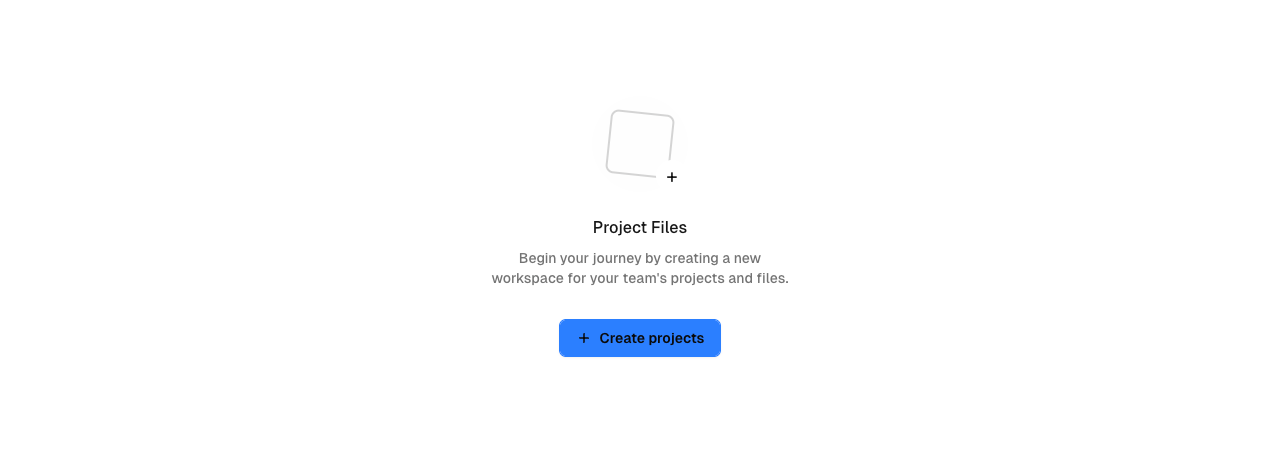 Project Files
Begin your journey by creating a new
workspace for your team's projects and files.
Create projects